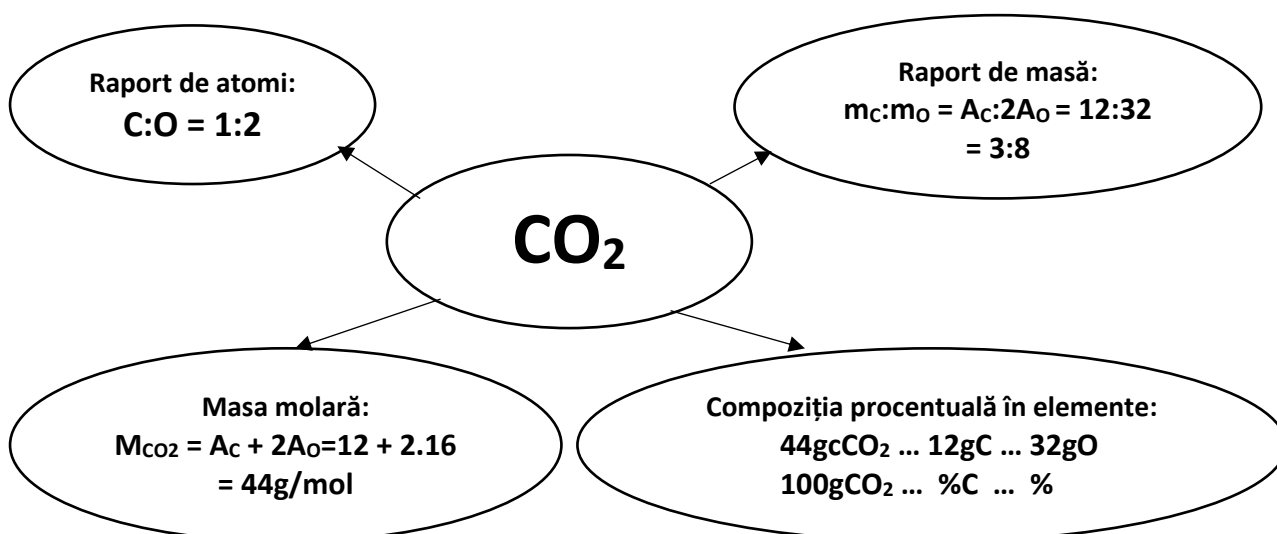 Raport de atomi:
C:O = 1:2
Raport de masă:
mC:mO = AC:2AO = 12:32
= 3:8
CO₂
Masa molară:
MCO2 = AC + 2AO=12 + 2.16
= 44g/mol
Compoziția procentuală în elemente:
44gcCO₂ … 12gC … 32gO
100gCO₂ … %C … %